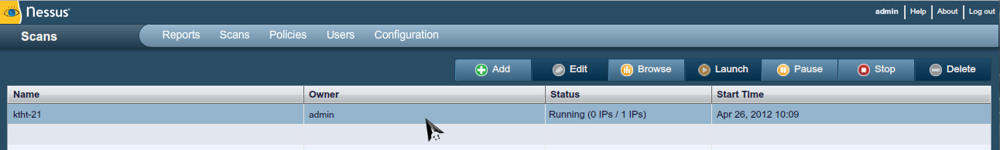 Nessus®
admin Help About Log out
Scans Reports Scans Policies Users Configuration
Add Edit Browse Launch Pause Stop Delete
Name Owner Status Start Time
ktht-21 admin Running (0 IPs / 1 IPs) Apr 26, 2012 10:09